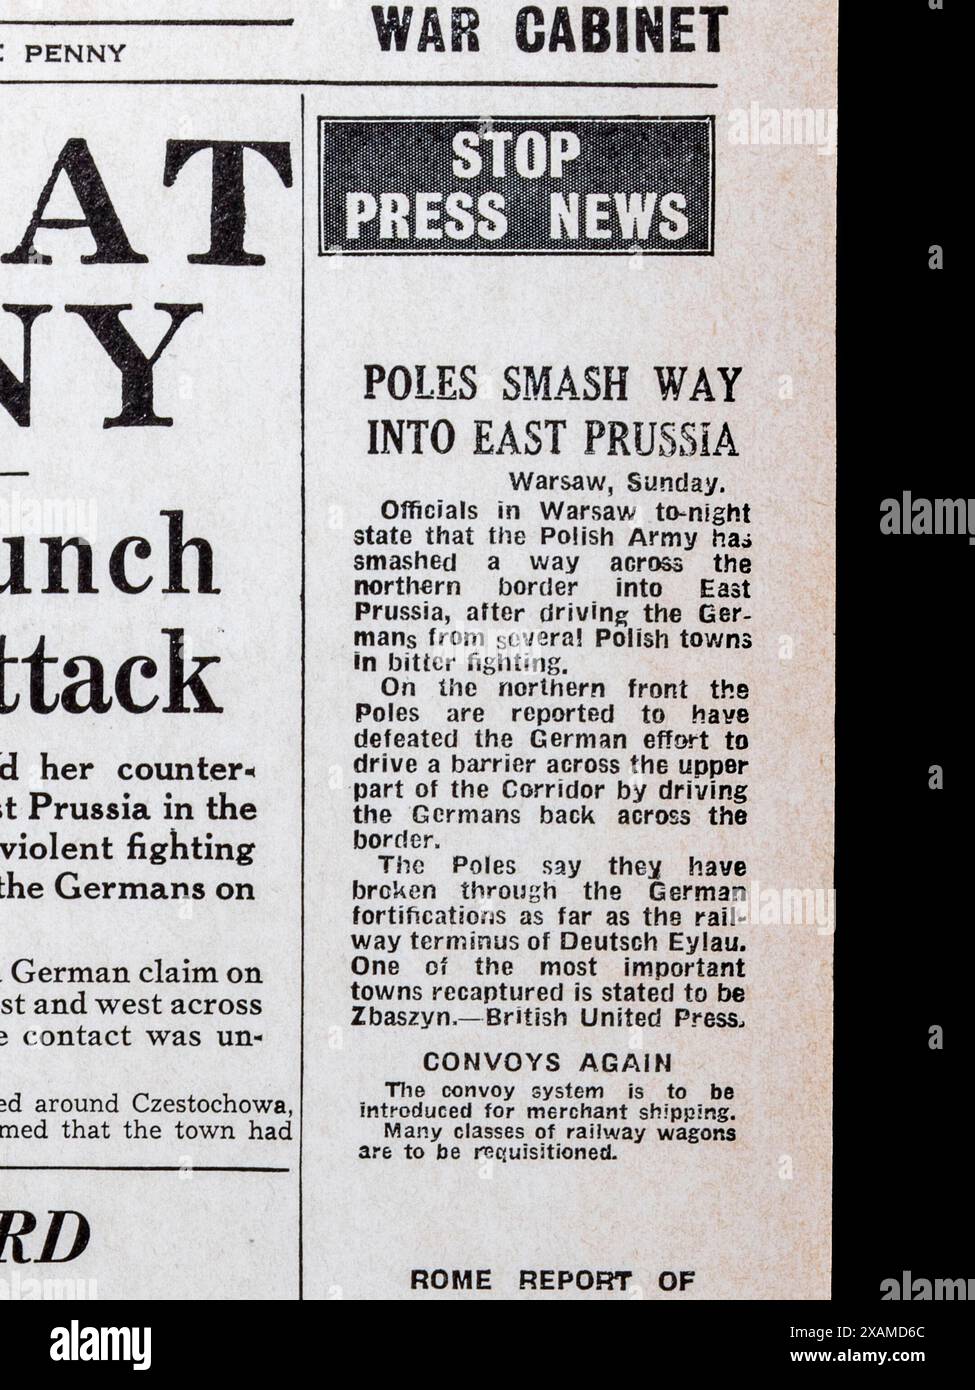 WAR CABINET
E PENNY
AT
NY
unch
ttack
d her counter-
st Prussia in the
violent fighting
the Germans on
German claim on
st and west across
e contact was un-
ed around Czestochowa,
med that the town had
RD
STOP
PRESS NEWS
POLES SMASH WAY
INTO EAST PRUSSIA
Warsaw, Sunday.
Officials in Warsaw to-night
state that the Polish Army has
smashed a way across the
northern border into East
Prussia, after driving the Ger-
mans from several Polish towns
in bitter fighting.
On the northern front the
Poles are reported to have
defeated the German effort to
drive a barrier across the upper
part of the Corridor by driving
the Germans back across the
border.
The Poles say they have
broken through the German
fortifications as far as the rail-
way terminus of Deutsch Eylau.
One of the most important
towns recaptured is stated to be
Zbaszyn.—British United Press.
CONVOYS AGAIN
The convoy system is to be
introduced for merchant shipping.
Many classes of railway wagons
are to be requisitioned.
ROME REPORT OF
alamy
alamy
a
a
a
a
a
alamy
Image ID: 2XAMD6C
www.alamy.com